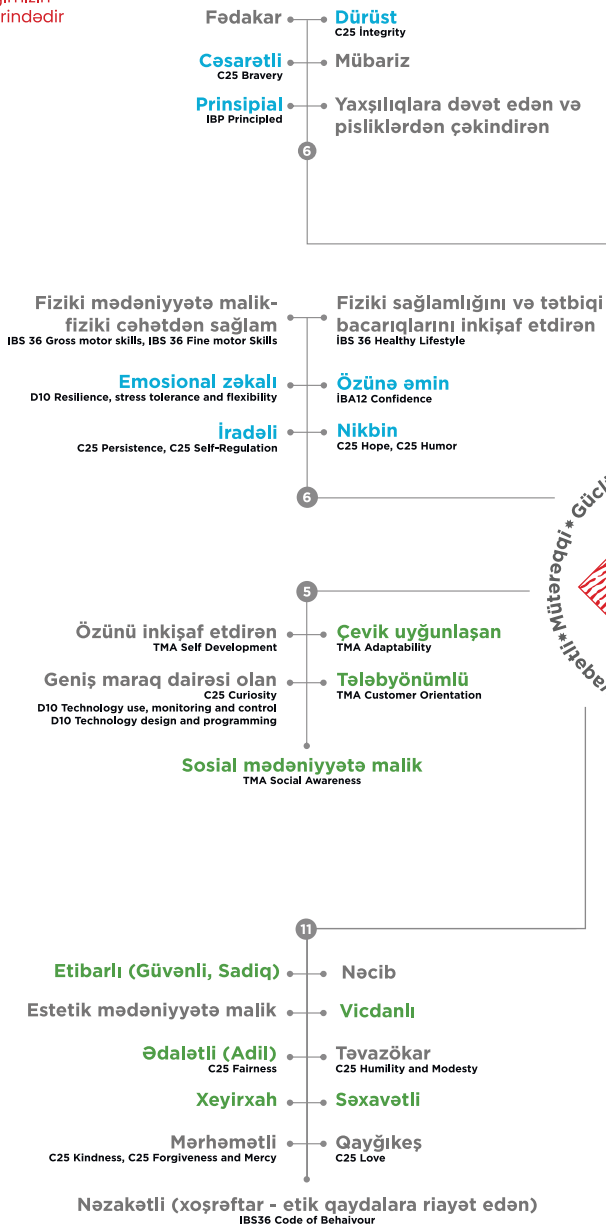 rindədir
Fədakar
Dürüst
C25 İntegrity
Cəsarətli
C25 Bravery
Mübariz
Prinsipial
IBP Principled
Yaxşılıqlara dəvət edən və
pisliklərdən çəkindirən
6
Fiziki mədəniyyətə malik-
fiziki cəhətdən sağlam
IBS 36 Gross motor skills, IBS 36 Fine motor Skills
Fiziki sağlamlığını və tətbiqi
bacarıqlarını inkişaf etdirən
İBS 36 Healthy Lifestyle
Emosional zəkalı
D10 Resilience, stress tolerance and flexibility
Özünə əmin
İBA12 Confidence
İradəli
C25 Persistence, C25 Self-Regulation
Nikbin
C25 Hope, C25 Humor
6
Mütərəbbi
5
Özünü inkişaf etdirən
TMA Self Development
Çevik uyğunlaşan
TMA Adaptability
Geniş maraq dairəsi olan
C25 Curiosity
D10 Technology use, monitoring and control
D10 Technology design and programming
Tələbyönümlü
TMA Customer Orientation
Sosial mədəniyyətə malik
TMA Social Awareness
11
Etibarlı (Güvənli, Sadiq)
Nəcib
Estetik mədəniyyətə malik
Vicdanlı
Ədalətli (Adil)
C25 Fairness
Təvazökar
C25 Humility and Modesty
Xeyirxah
Səxavətli
Mərhəmətli
C25 Kindness, C25 Forgiveness and Mercy
Qayğıkeş
C25 Love
Nəzakətli (xoşrəftar - etik qaydalara riayət edən)
IBS36 Code of Behaivour